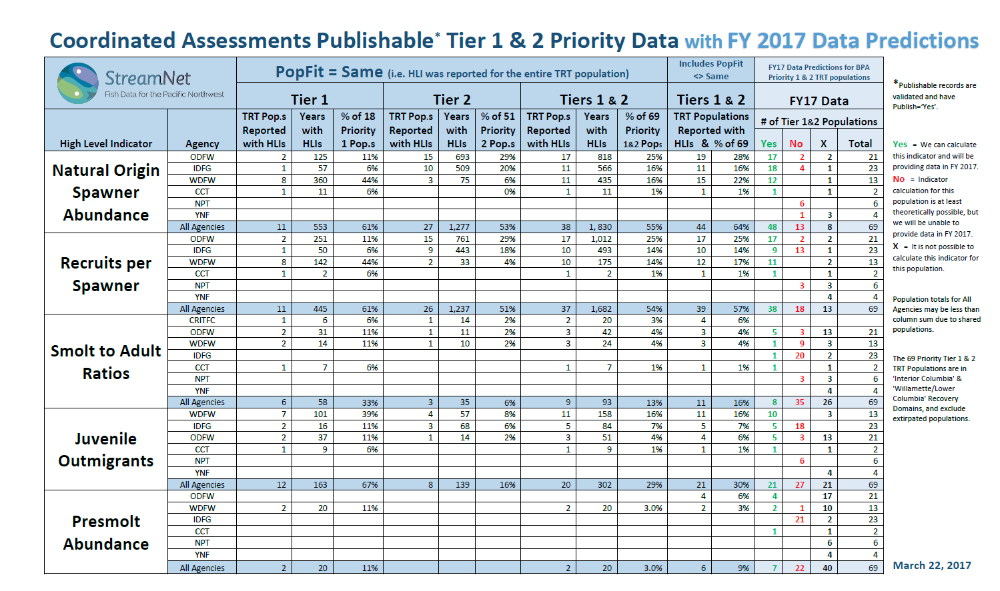 Coordinated Assessments Publishable* Tier 1 & 2 Priority Data with FY 2017 Data Predictions
StreamNet
Fish Data for the Pacific Northwest
PopFit = Same (i.e. HLI was reported for the entire TRT population)
Includes PopFit
<> Same
FY17 Data Predictions for BPA
Priority 1 & 2 TRT populations
Tier 1 Tier 2 Tiers 1 & 2 Tiers 1 & 2 FY17 Data
High Level Indicator Agency
TRT Pop.s Years % of 18 TRT Pop.s Years % of 51 TRT Pop.s Years % of 69 TRT Populations
Reported with Priority Reported with Priority Reported with Priority Reported with
with HLIs HLIs 1 Pop.s with HLIs HLIs 2 Pop.s with HLIs HLIs 1&2 Pops HLIs & % of 69
# of Tier 1&2 Populations
Yes No X Total
Natural Origin
Spawner
Abundance
ODFW 2 125 11% 15 693 29% 17 818 25% 19 28% 17 2 2 21
IDFG 1 57 6% 10 509 20% 11 566 16% 11 16% 18 4 1 23
WDFW 8 360 44% 3 75 6% 11 435 16% 15 22% 12 1 13
CCT 1 11 6% 0% 1 11 1% 1 1% 1 1 2
NPT 6 6
YNF 1 3 4
All Agencies 11 553 61% 27 1,277 53% 38 1, 830 55% 44 64% 48 13 8 69
Recruits per
Spawner
ODFW 2 251 11% 15 761 29% 17 1,012 25% 17 25% 17 2 2 21
IDFG 1 50 6% 9 443 18% 10 493 14% 10 14% 9 13 1 23
WDFW 8 142 44% 2 33 4% 10 175 14% 12 17% 11 2 13
CCT 1 2 6% 1 2 1% 1 1% 1 1 2
NPT 3 3 6
YNF 4 4
All Agencies 11 445 61% 26 1,237 51% 37 1,682 54% 39 57% 38 18 13 69
Smolt to Adult
Ratios
CRITFC 1 6 6% 1 14 2% 2 20 3% 4 6%
ODFW 2 31 11% 1 11 2% 3 42 4% 3 4% 5 3 13 21
WDFW 2 14 11% 1 10 2% 3 24 4% 3 4% 1 9 3 13
IDFG 1 20 2 23
CCT 1 7 6% 1 7 1% 1 1% 1 1 2
NPT 3 3 6
YNF 4 4
All Agencies 6 58 33% 3 35 6% 9 93 13% 11 16% 8 35 26 69
Juvenile
Outmigrants
WDFW 7 101 39% 4 57 8% 11 158 16% 11 16% 10 3 13
IDFG 2 16 11% 3 68 6% 5 84 7% 5 7% 5 18 23
ODFW 2 37 11% 1 14 2% 3 51 4% 4 6% 5 3 13 21
CCT 1 9 6% 1 9 1% 1 1% 1 1 2
NPT 6 6
YNF 4 4
All Agencies 12 163 67% 8 139 16% 20 302 29% 21 30% 21 27 21 69
Presmolt
Abundance
ODFW 4 6% 4 17 21
WDFW 2 20 11% 2 20 3.0% 2 3% 2 1 10 13
IDFG 21 2 23
CCT 1 1 2
NPT 6 6
YNF 4 4
All Agencies 2 20 11% 2 20 3.0% 6 9% 7 22 40 69
*Publishable records are
validated and have
Publish='Yes'.
Yes = We can calculate
this indicator and will be
providing data in FY 2017.
No = Indicator
calculation for this
population is at least
theoretically possible, but
we will be unable to
provide data in FY 2017.
X = It is not possible to
calculate this indicator for
this population.
Population totals for All
Agencies may be less than
column sum due to shared
populations.
The 69 Priority Tier 1 & 2
TRT Populations are in
'Interior Columbia' &
'Willamette/Lower
Columbia' Recovery
Domains, and exclude
extirpated populations.
March 22, 2017